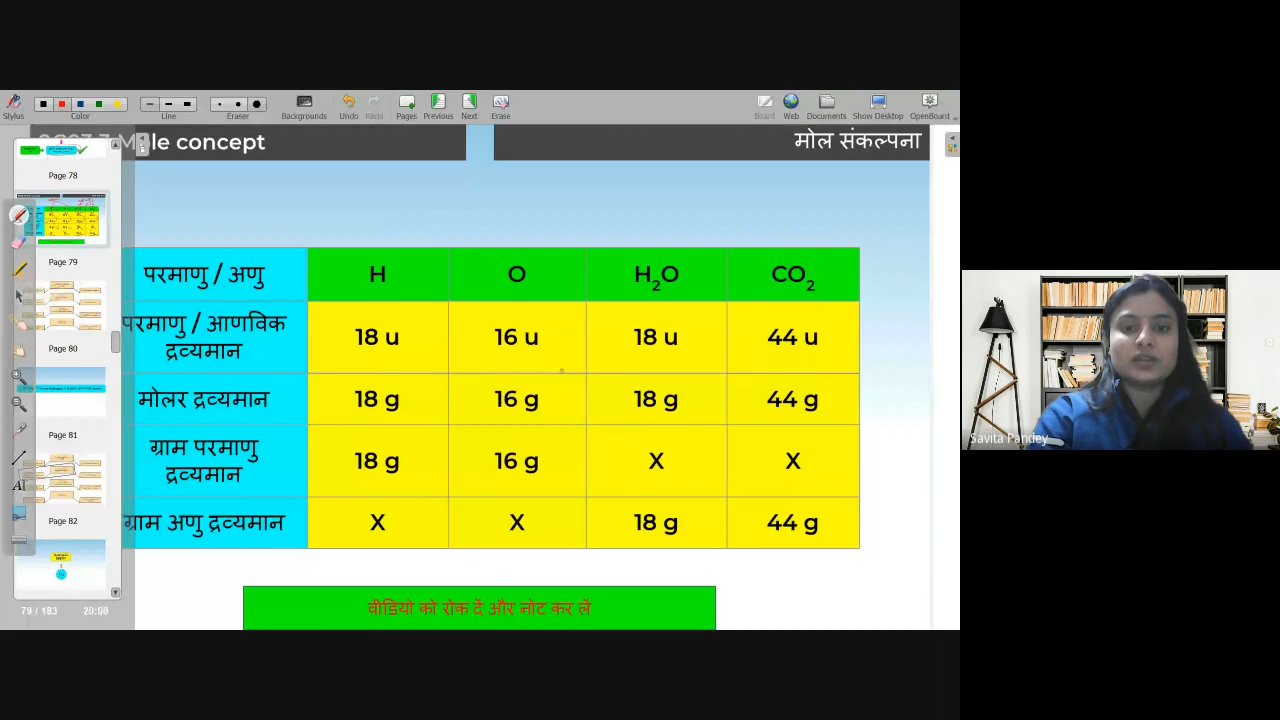 Stylus
Color
Line
Eraser
Backgrounds
Undo
Redo
Pages
Previous
Next
Erase
Board
Web
Documents
Show Desktop
OpenBoard
Mole concept
मोल संकल्पना
Page 78
Page 79
Page 80
Page 81
Page 82
79 / 183
20:00
परमाणु / अणु H O H₂O CO₂
परमाणु / आणविक
द्रव्यमान
18 u 16 u 18 u 44 u
मोलर द्रव्यमान 18 g 16 g 18 g 44 g
ग्राम परमाणु
द्रव्यमान
18 g 16 g X X
ग्राम अणु द्रव्यमान X X 18 g 44 g
वीडियो को रोक दें और नोट कर लें
Savita Pandey